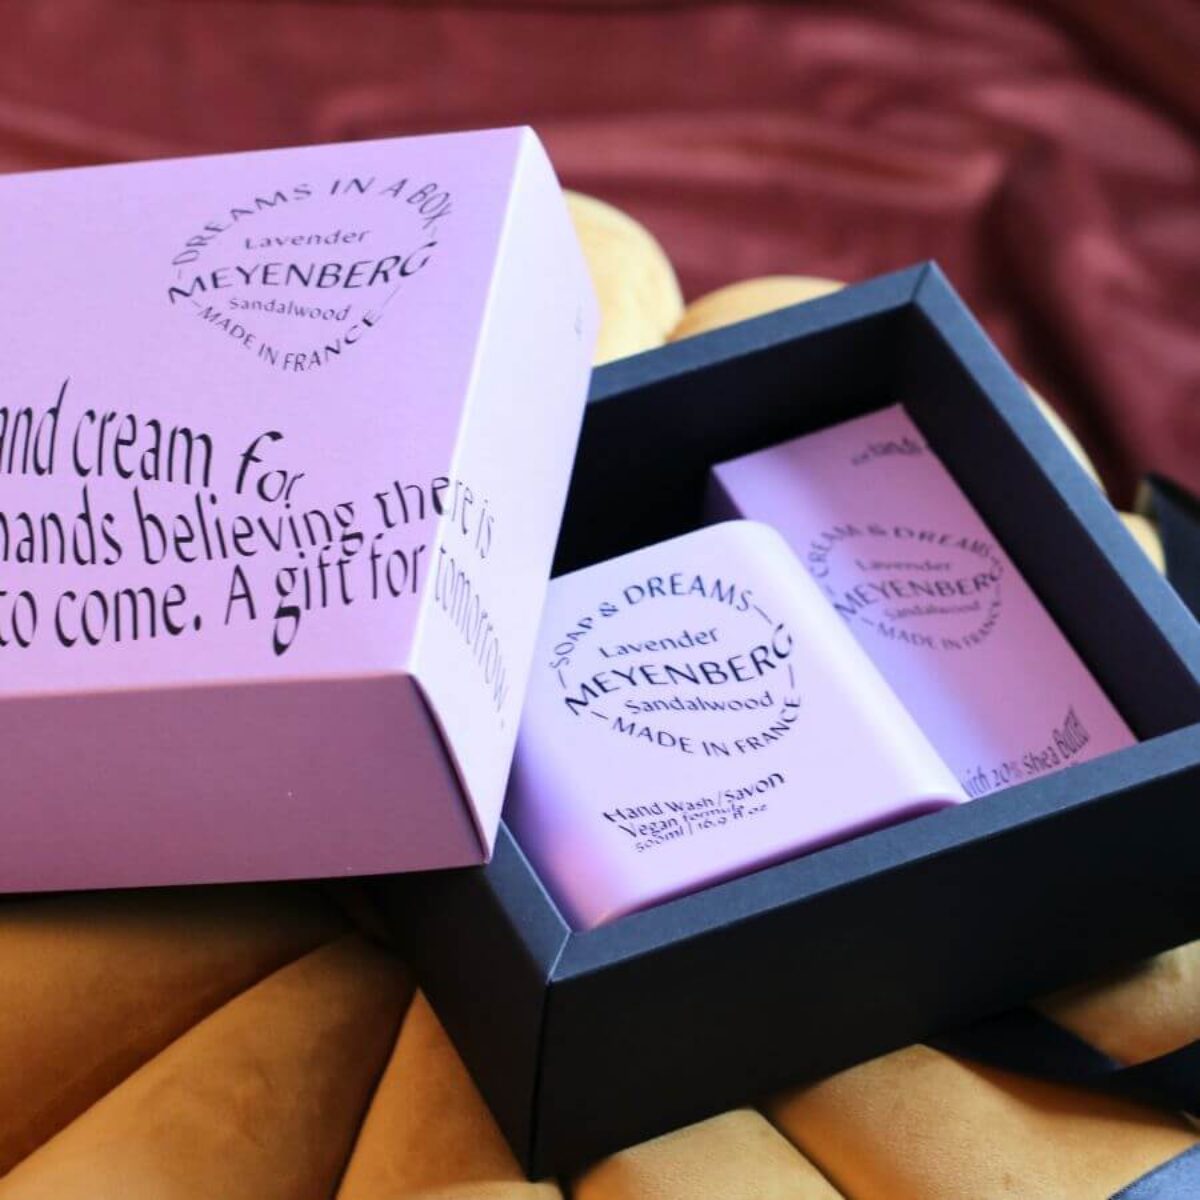 DREAMS IN A BOX
Lavender
MEYENBERG
Sandalwood
MADE IN FRANCE
and cream for
hands believing there is
to come. A gift for tomorrow.
SOAP & DREAMS
Lavender
MEYENBERG
Sandalwood
MADE IN FRANCE
Hand Wash/Savon
Vegan formula
500ml | 16.9 fl oz
CREAM & DREAMS
Lavender
MEYENBERG
Sandalwood
MADE IN FRANCE
with 20% Shea Butter